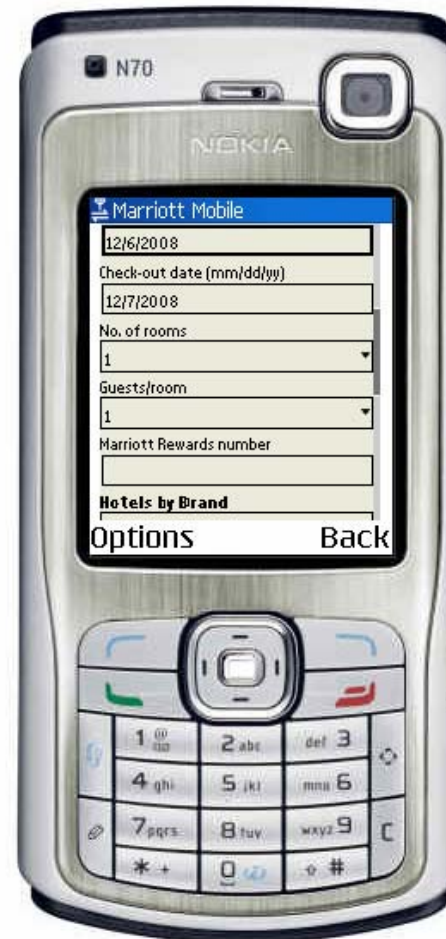 N70
NOKIA
Marriott Mobile
12/6/2008
Check-out date (mm/dd/yy)
12/7/2008
No. of rooms
1
Guests/room
1
Marriott Rewards number
Hotels by Brand
Options Back
1 @
2 abc def 3
4 ghi 5 jkl mno 6
7 pqrs 8 tuv wxyz 9 C
* + 0 #